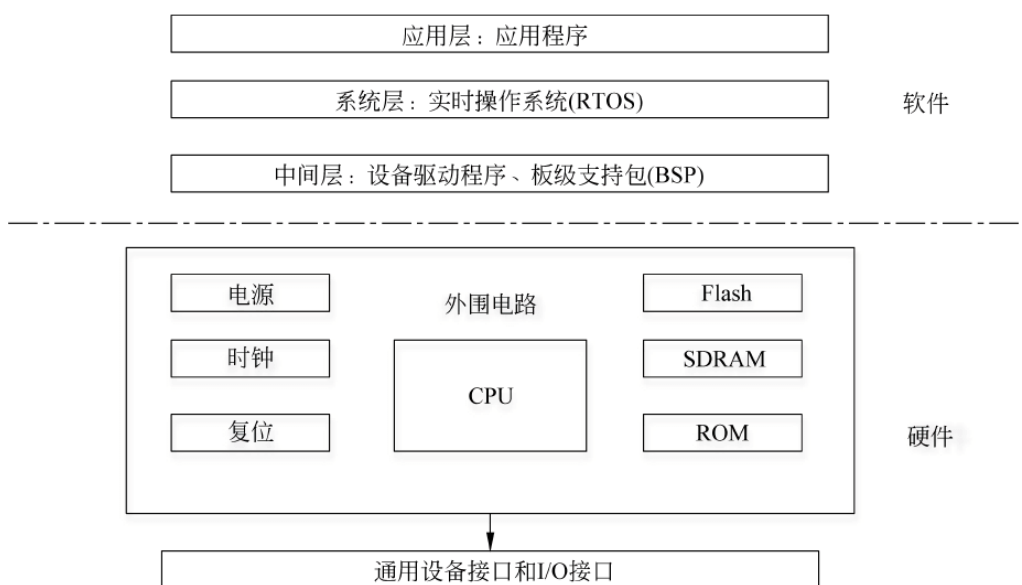 应用层：应用程序
系统层：实时操作系统(RTOS)
软件
中间层：设备驱动程序、板级支持包(BSP)
电源
外围电路
Flash
时钟
CPU
SDRAM
复位
ROM
硬件
通用设备接口和I/O接口